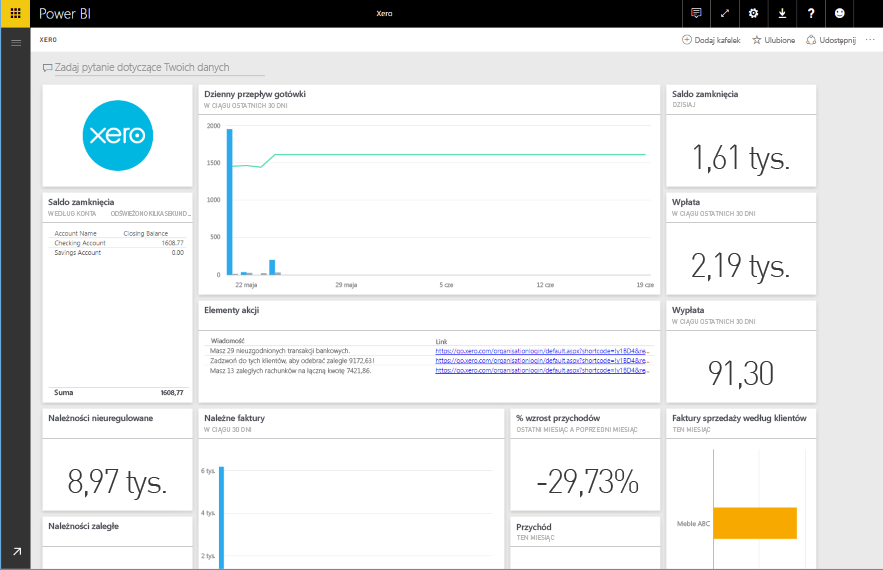 Power BI
Xero
XERO
Dodaj kafelek
Ulubione
Udostępnij
Zadaj pytanie dotyczące Twoich danych
xero
Dzienny przepływ gotówki
W CIĄGU OSTATNICH 30 DNI
2000
1500
1000
500
0
22 maja
29 maja
5 cze
12 cze
19 cze
Saldo zamknięcia
DZISIAJ
1,61 tys.
Saldo zamknięcia
WEDŁUG KONTA ODŚWIEŻONO KILKA SEKUND...
Account Name Closing Balance
Checking Account 1608.77
Savings Account 0.00
Suma 1608,77
Wpłata
W CIĄGU OSTATNICH 30 DNI
2,19 tys.
Elementy akcji
Wiadomość Link
Masz 29 nieuzgodnionych transakcji bankowych. https://go.xero.com/organisationlogin/default.aspx?shortcode=!y1BD4&re...
Zadzwoń do tych klientów, aby odebrać zaległe 9172,63! https://go.xero.com/organisationlogin/default.aspx?shortcode=!y1BD4&re...
Masz 13 zaległych rachunków na łączną kwotę 7421,86. https://go.xero.com/organisationlogin/default.aspx?shortcode=!y1BD4&re...
Wypłata
W CIĄGU OSTATNICH 30 DNI
91,30
Należności nieuregulowane
8,97 tys.
Należne faktury
W CIĄGU 30 DNI
6 tys.
4 tys.
2 tys.
% wzrost przychodów
OSTATNI MIESIĄC A POPRZEDNI MIESIĄC
-29,73%
Faktury sprzedaży według klientów
TEN MIESIĄC
Meble ABC
Należności zaległe
Przychód
TEN MIESIĄC